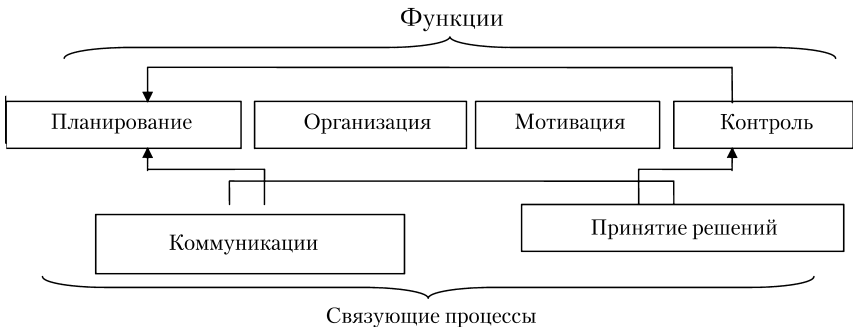 Функции
Планирование Организация Мотивация Контроль
Коммуникации Принятие решений
Связующие процессы